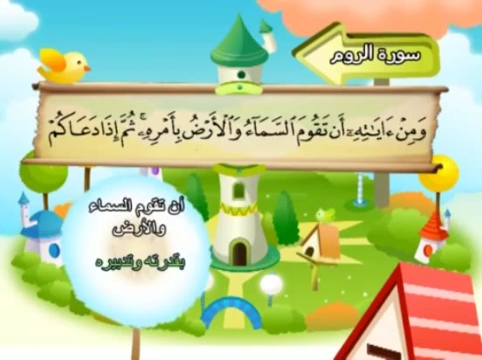 سورة الروم
وَمِنْ ءَايَـٰتِهِۦٓ أَن تَقُومَ ٱلسَّمَآءُ وَٱلْأَرْضُ بِأَمْرِهِۦ ۚ ثُمَّ إِذَا دَعَاكُمْ
أن تقوم السماء
والأرض
بقدرته وتدبيره